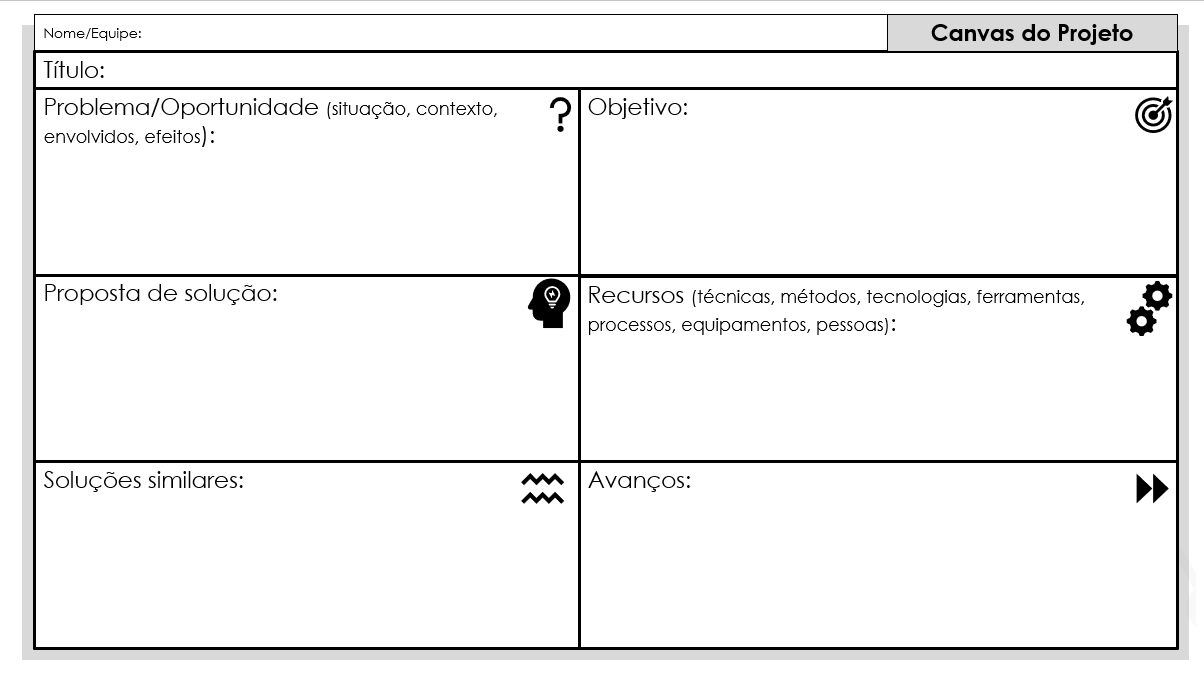 Nome/Equipe:
Canvas do Projeto
Título:
Problema/Oportunidade (situação, contexto,
envolvidos, efeitos):
?
Objetivo:
Proposta de solução:
Recursos (técnicas, métodos, tecnologias, ferramentas,
processos, equipamentos, pessoas):
Soluções similares:
Avanços: